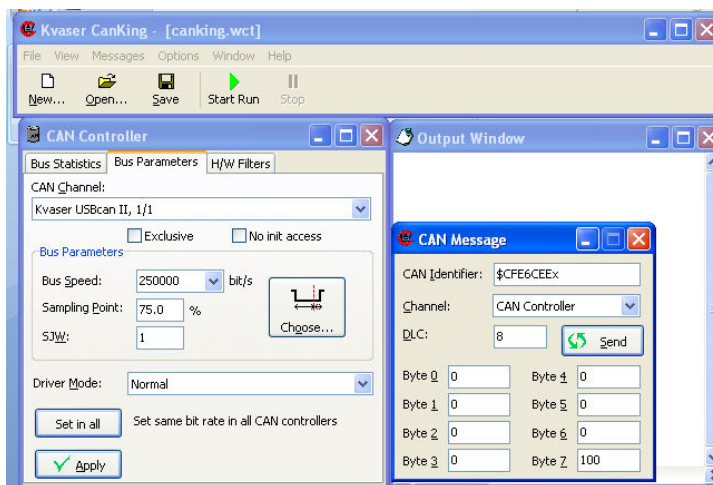 Kvaser CanKing - [canking.wct]
File View Messages Options Window Help
New... Open... Save Start Run Stop
CAN Controller
Bus Statistics Bus Parameters H/W Filters
CAN Channel:
Kvaser USBcan II, 1/1
Exclusive No init access
Bus Parameters
Bus Speed: 250000 bit/s
Sampling Point: 75.0 %
SJW: 1
Choose...
Driver Mode: Normal
Set in all Set same bit rate in all CAN controllers
Apply
Output Window
CAN Message
CAN Identifier: $CFE6CEEx
Channel: CAN Controller
DLC: 8 Send
Byte 0 0 Byte 4 0
Byte 1 0 Byte 5 0
Byte 2 0 Byte 6 0
Byte 3 0 Byte 7 100